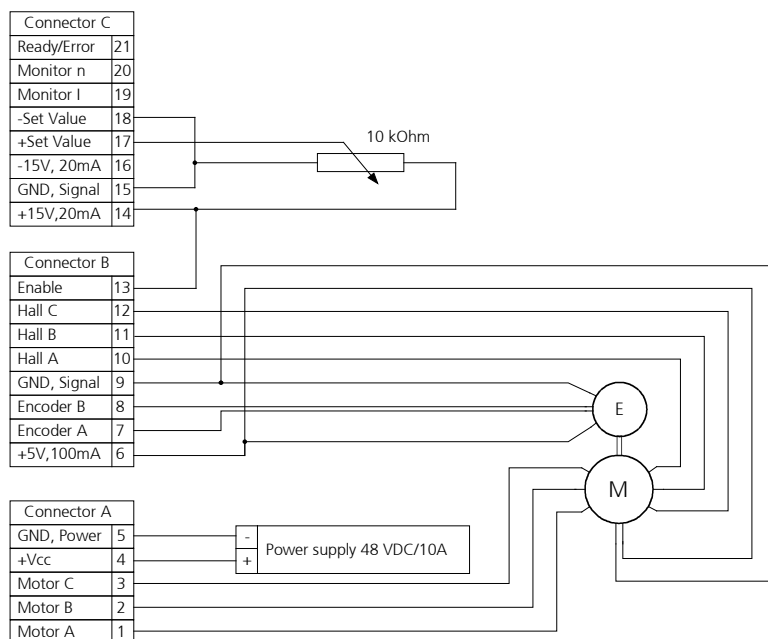 Connector C
Ready/Error 21
Monitor n 20
Monitor I 19
-Set Value 18
+Set Value 17
-15V, 20mA 16
GND, Signal 15
+15V,20mA 14
10 kOhm
Connector B
Enable 13
Hall C 12
Hall B 11
Hall A 10
GND, Signal 9
Encoder B 8
Encoder A 7
+5V,100mA 6
E
M
Connector A
GND, Power 5
+Vcc 4
Motor C 3
Motor B 2
Motor A 1
- 
+
Power supply 48 VDC/10A